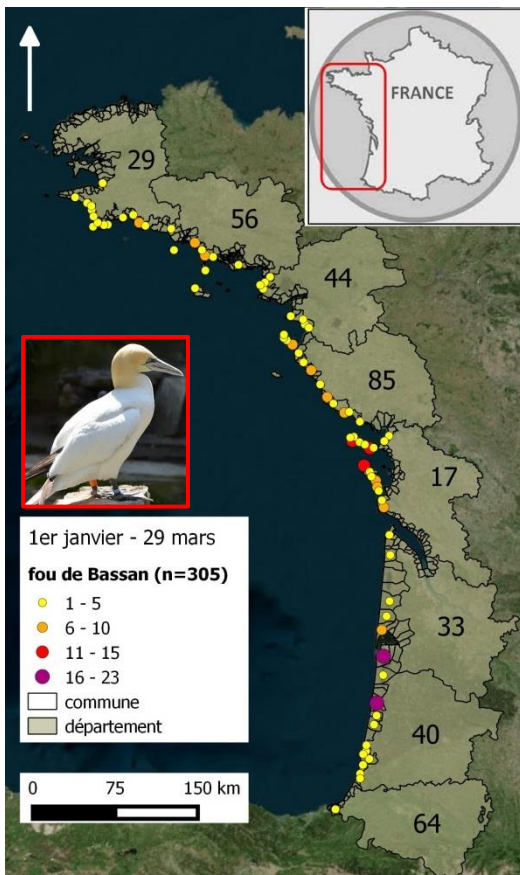 FRANCE
29
56
44
85
17
33
40
64
1er janvier - 29 mars
fou de Bassan (n=305)
1 - 5
6 - 10
11 - 15
16 - 23
commune
département
0 75 150 km